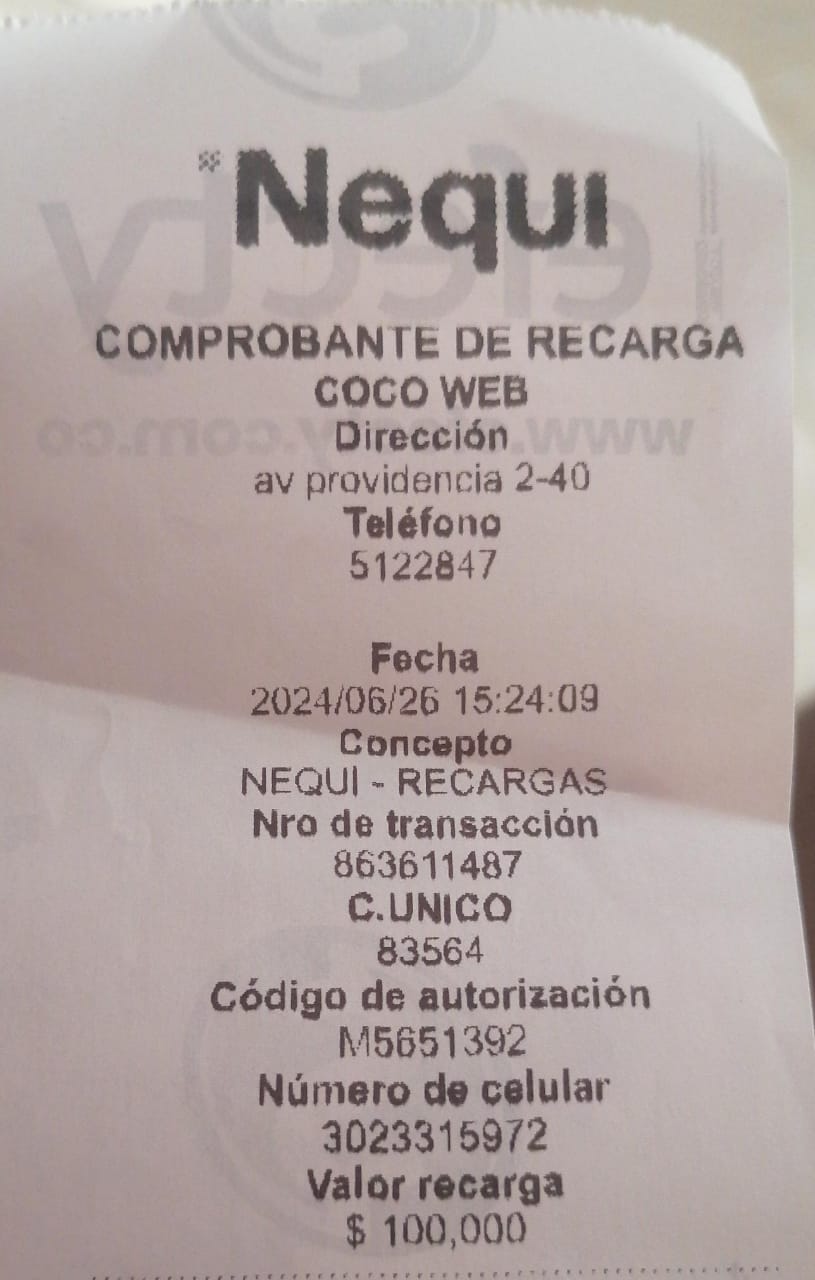 Nequi
COMPROBANTE DE RECARGA
COCO WEB
Dirección
av providencia 2-40
Teléfono
5122847
Fecha
2024/06/26 15:24:09
Concepto
NEQUI - RECARGAS
Nro de transacción
863611487
C.UNICO
83564
Código de autorización
M5651392
Número de celular
3023315972
Valor recarga
$ 100,000